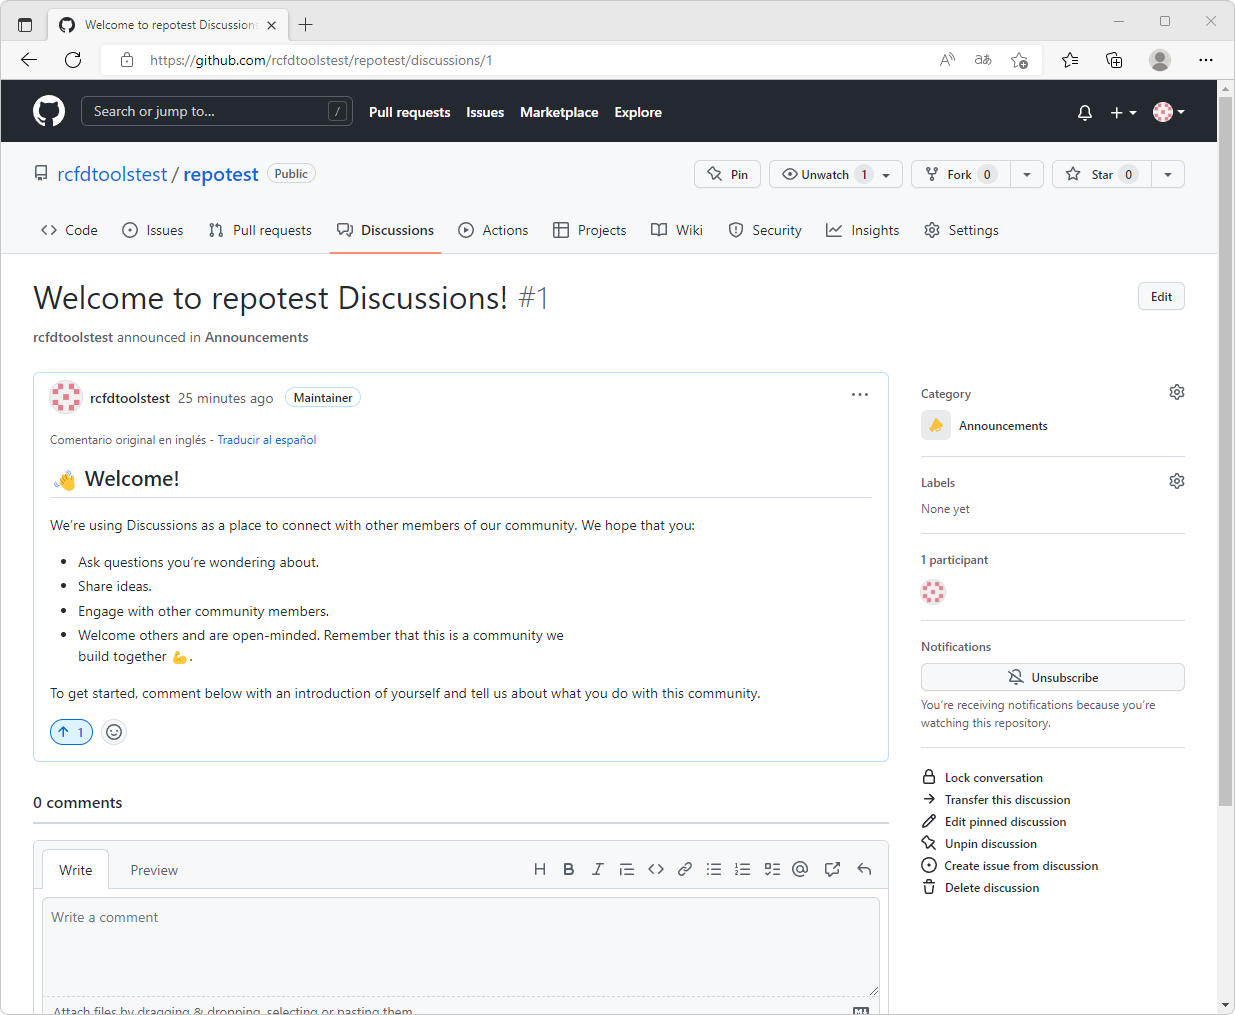 Welcome to repotest Discussion
https://github.com/rcfdtoolstest/repotest/discussions/1
Search or jump to...
/
Pull requests
Issues
Marketplace
Explore
rcfdtoolstest / repotest
Public
Pin
Unwatch 1
Fork 0
Star 0
Code
Issues
Pull requests
Discussions
Actions
Projects
Wiki
Security
Insights
Settings
Welcome to repotest Discussions! #1
Edit
rcfdtoolstest announced in Announcements
rcfdtoolstest 25 minutes ago Maintainer
Comentario original en inglés - Traducir al español
👋 Welcome!
We’re using Discussions as a place to connect with other members of our community. We hope that you:
• Ask questions you’re wondering about.
• Share ideas.
• Engage with other community members.
• Welcome others and are open-minded. Remember that this is a community we
build together 💪.
To get started, comment below with an introduction of yourself and tell us about what you do with this community.
1
Category
Announcements
Labels
None yet
1 participant
Notifications
Unsubscribe
You’re receiving notifications because you’re
watching this repository.
Lock conversation
Transfer this discussion
Edit pinned discussion
Unpin discussion
Create issue from discussion
Delete discussion
0 comments
Write
Preview
Write a comment
Attach files by dragging & dropping, selecting or pasting them.